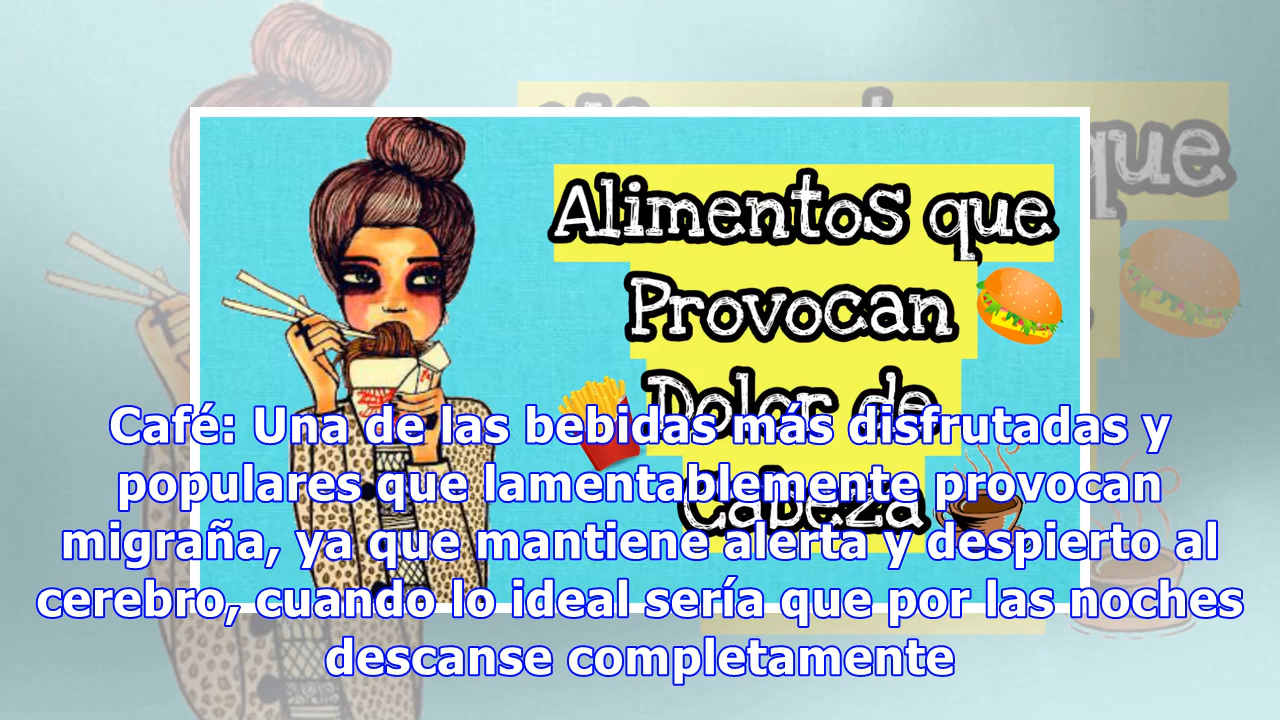 Alimentos que
Provocan
Dolor de
Cabeza
Café: Una de las bebidas más disfrutadas y
populares que lamentablemente provocan
migraña, ya que mantiene alerta y despierto al
cerebro, cuando lo ideal sería que por las noches
descanse completamente
que